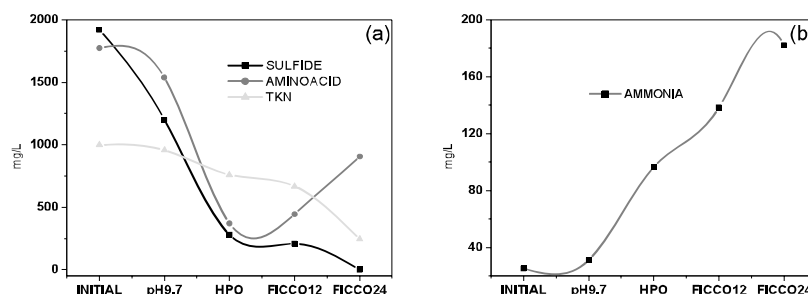 2000
1500
1000
500
0
mg/L
(a)
SULFIDE
AMINOACID
TKN
INITIAL pH9.7 HPO FICCO12 FICCO24
200
160
120
80
40
mg/L
(b
AMMONIA
INITIAL pH9.7 HPO FICCO12 FICCO24